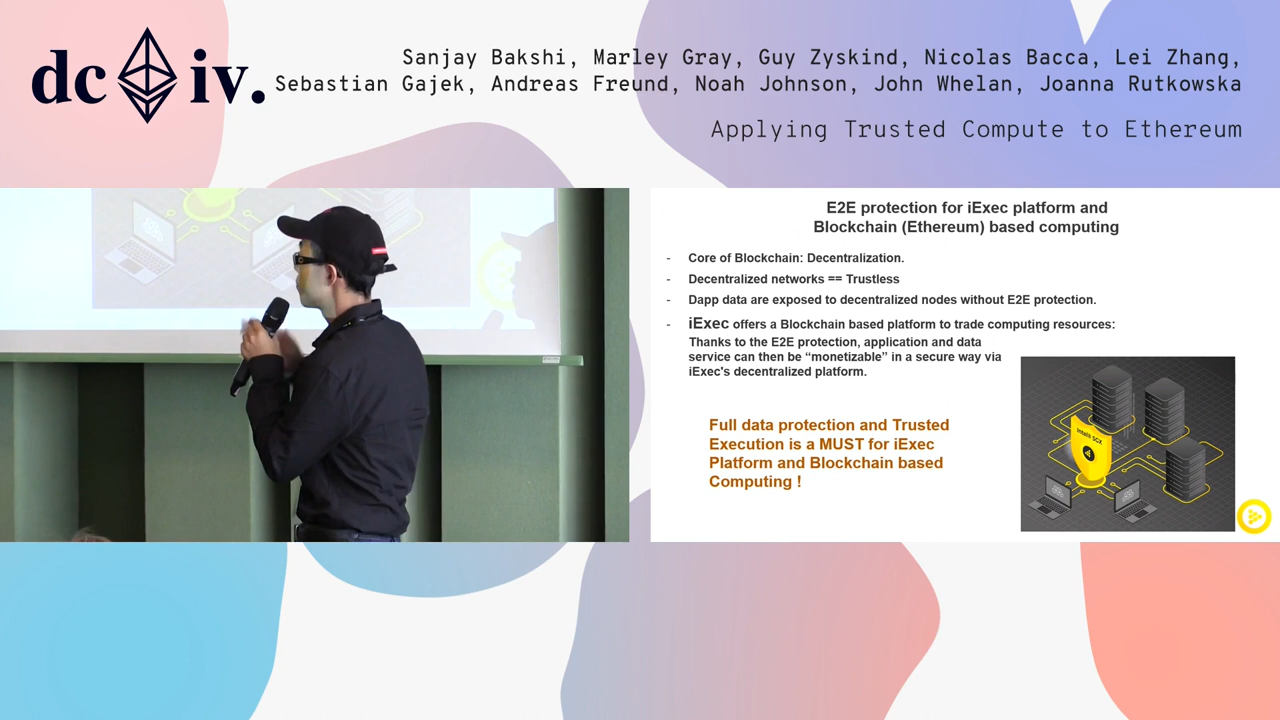 dc iv.
Sanjay Bakshi, Marley Gray, Guy Zyskind, Nicolas Bacca, Lei Zhang,
Sebastian Gajek, Andreas Freund, Noah Johnson, John Whelan, Joanna Rutkowska
Applying Trusted Compute to Ethereum
E2E protection for iExec platform and
Blockchain (Ethereum) based computing
- Core of Blockchain: Decentralization.
- Decentralized networks == Trustless
- Dapp data are exposed to decentralized nodes without E2E protection.
- iExec offers a Blockchain based platform to trade computing resources:
Thanks to the E2E protection, application and data
service can then be “monetizable” in a secure way via
iExec's decentralized platform.
Full data protection and Trusted
Execution is a MUST for iExec
Platform and Blockchain based
Computing !
Intel® SGX